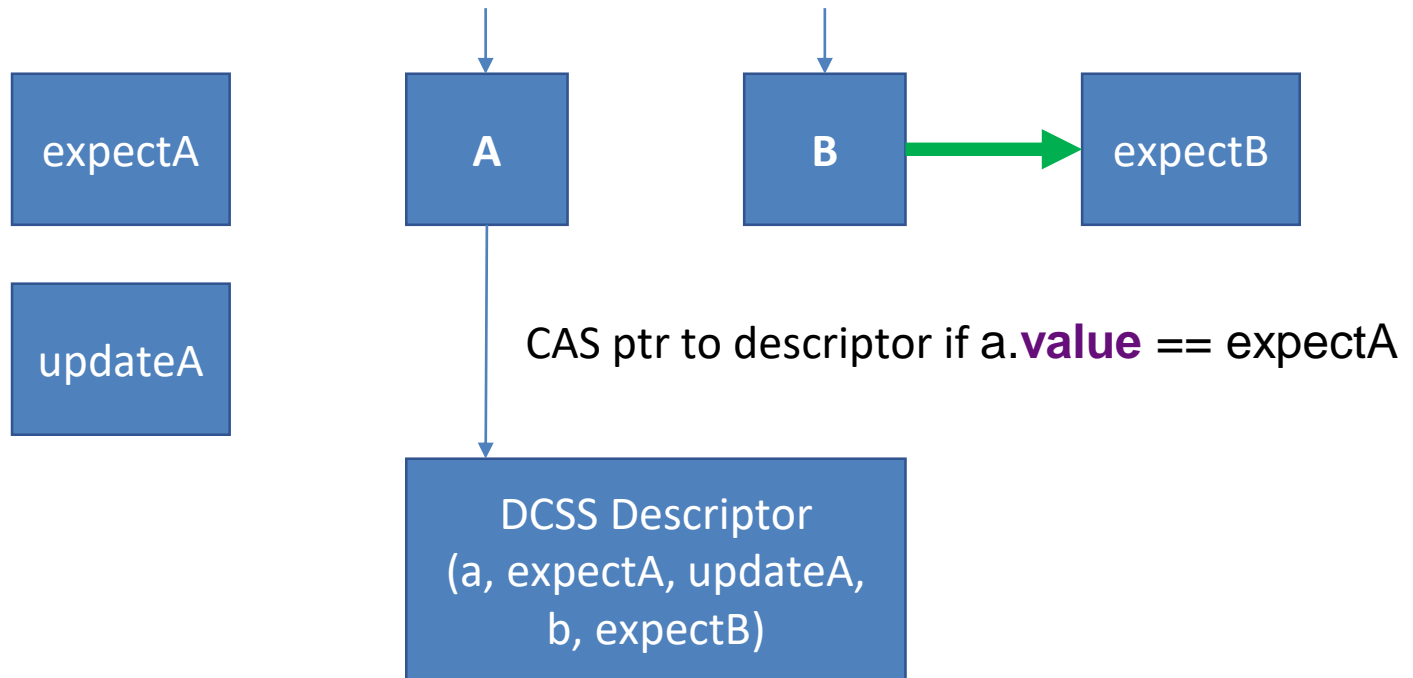 expectA
A
B
expectB
updateA
CAS ptr to descriptor if a.value == expectA
DCSS Descriptor
(a, expectA, updateA,
b, expectB)